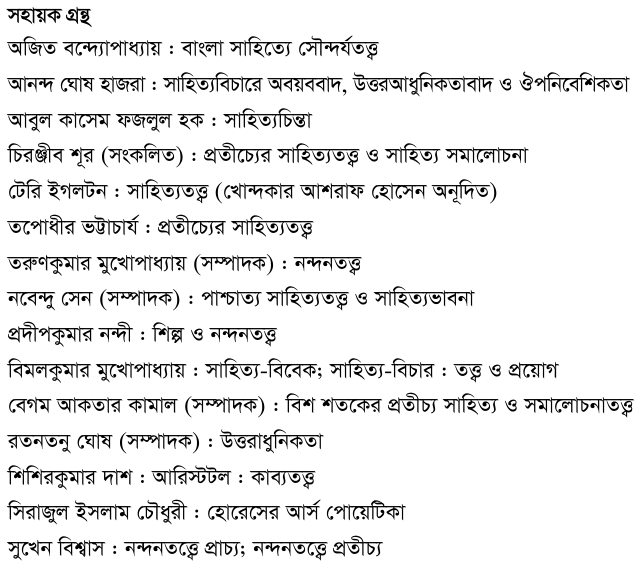 সহায়ক গ্রন্থ
অজিত বন্দ্যোপাধ্যায় : বাংলা সাহিত্যে সৌন্দর্যতত্ত্ব
আনন্দ ঘোষ হাজরা : সাহিত্যবিচারে অবয়ববাদ, উত্তরআধুনিকতাবাদ ও ঔপনিবেশিকতা
আবুল কাসেম ফজলুল হক : সাহিত্যচিন্তা
চিরঞ্জীব শূর (সংকলিত) : প্রতীচ্যের সাহিত্যতত্ত্ব ও সাহিত্য সমালোচনা
টেরি ইগলটন : সাহিত্যতত্ত্ব (খোন্দকার আশরাফ হোসেন অনূদিত)
তপোধীর ভট্টাচার্য : প্রতীচ্যের সাহিত্যতত্ত্ব
তরুণকুমার মুখোপাধ্যায় (সম্পাদক) : নন্দনতত্ত্ব
নবেন্দু সেন (সম্পাদক) : পাশ্চাত্য সাহিত্যতত্ত্ব ও সাহিত্যভাবনা
প্রদীপকুমার নন্দী : শিল্প ও নন্দনতত্ত্ব
বিমলকুমার মুখোপাধ্যায় : সাহিত্য-বিবেক; সাহিত্য-বিচার : তত্ত্ব ও প্রয়োগ
বেগম আকতার কামাল (সম্পাদক) : বিশ শতকের প্রতীচ্য সাহিত্য ও সমালোচনাতত্ত্ব
রতনতনু ঘোষ (সম্পাদক) : উত্তরাধুনিকতা
শিশিরকুমার দাশ : আরিস্টটল : কাব্যতত্ত্ব
সিরাজুল ইসলাম চৌধুরী : হোরেসের আর্স পোয়েটিকা
সুখেন বিশ্বাস : নন্দনতত্ত্বে প্রাচ্য; নন্দনতত্ত্বে প্রতীচ্য